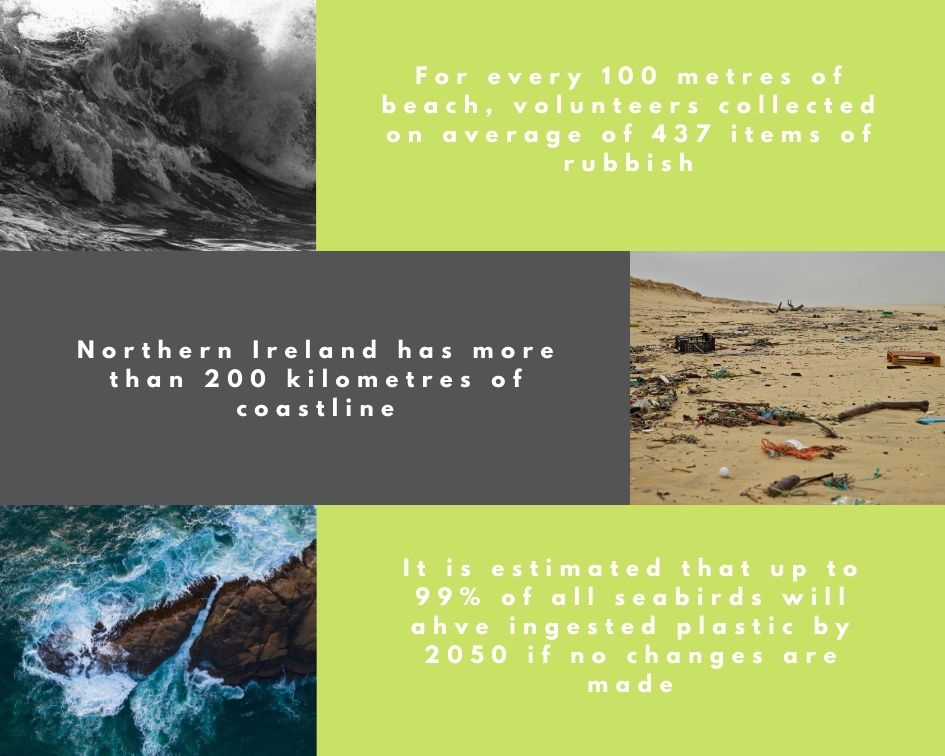 For every 100 metres of
beach, volunteers collected
on average of 437 items of
rubbish
Northern Ireland has more
than 200 kilometres of
coastline
It is estimated that up to
99% of all seabirds will
ahve ingested plastic by
2050 if no changes are
made